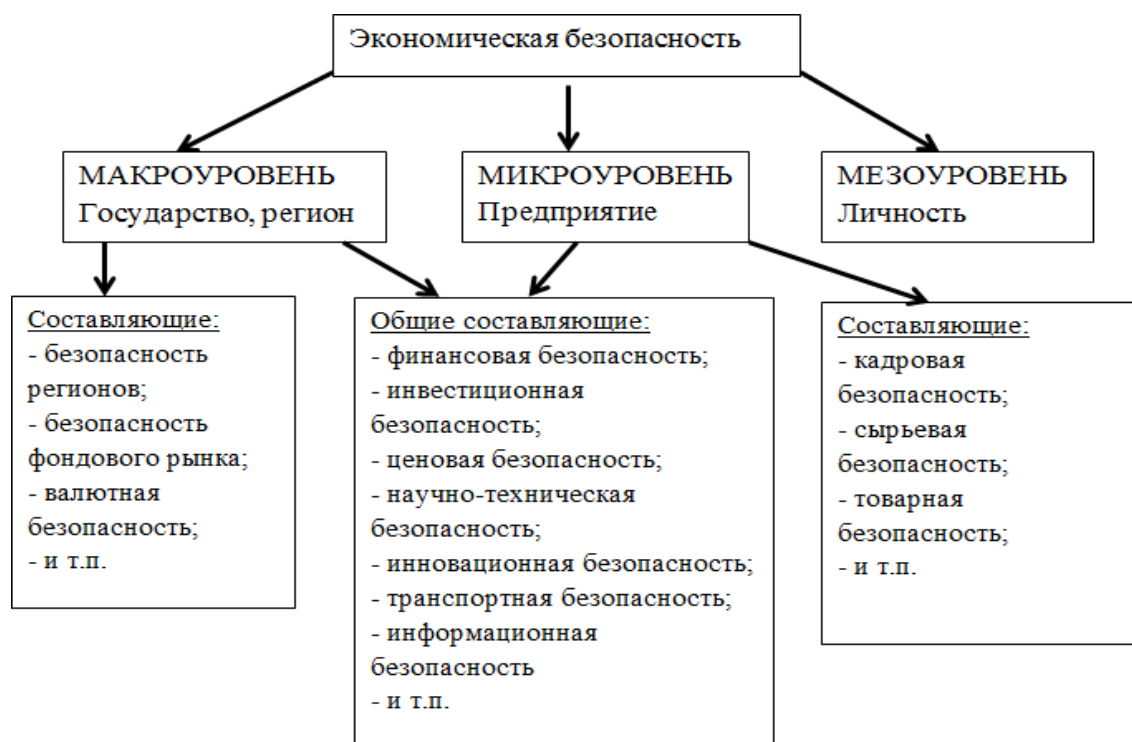 Экономическая безопасность
МАКРОУРОВЕНЬ
Государство, регион
МИКРОУРОВЕНЬ
Предприятие
МЕЗОУРОВЕНЬ
Личность
Составляющие:
- безопасность
регионов;
- безопасность
фондового рынка;
- валютная
безопасность;
- и т.п.
Общие составляющие:
- финансовая безопасность;
- инвестиционная
безопасность;
- ценовая безопасность;
- научно-техническая
безопасность;
- инновационная безопасность;
- транспортная безопасность;
- информационная
безопасность
- и т.п.
Составляющие:
- кадровая
безопасность;
- сырьевая
безопасность;
- товарная
безопасность;
- и т.п.